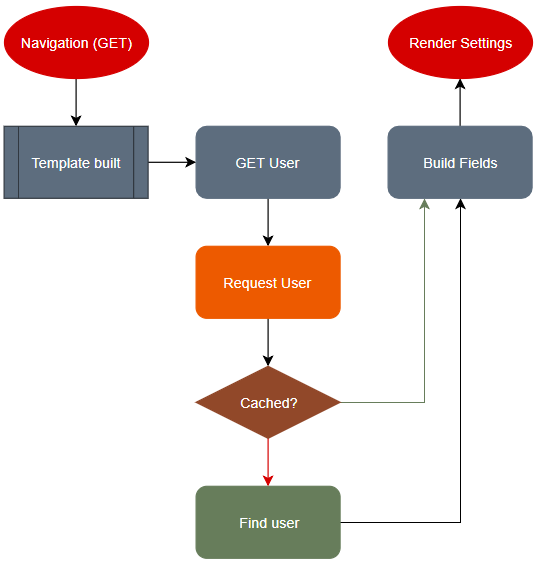 Navigation (GET)
Render Settings
Template built
GET User
Build Fields
Request User
Cached?
Find user